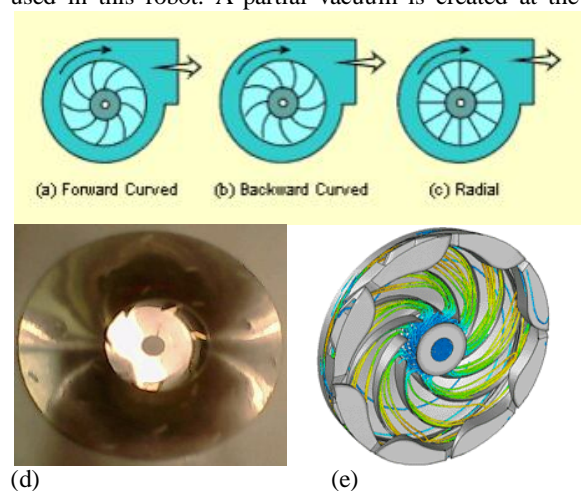 used in this robot. A partial vacuum is created at the
(a) Forward Curved (b) Backward Curved (c) Radial
(d) (e)